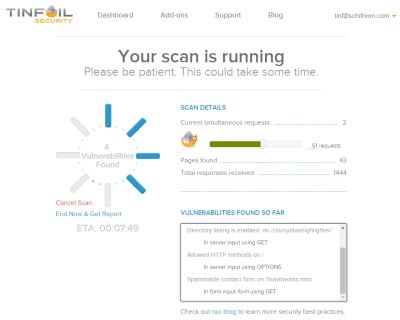 TINFOIL
SECURITY
Dashboard
Add-ons
Support
Blog
tinf@schifreen.com
Your scan is running
Please be patient. This could take some time.
4
Vulnerabilities
Found
Cancel Scan
End Now & Get Report
ETA: 00:07:49
SCAN DETAILS
Current simultaneous requests: 2
61 requests
Pages found 43
Total responses received 1444
VULNERABILITIES FOUND SO FAR
Directory listing is enabled: on /css/syntaxhighlighter/
In server input using GET
Allowed HTTP methods on /
In server input using OPTIONS
Spammable contact form on /howitworks.html
In form input form using GET
Check out our blog to learn more security best practices.